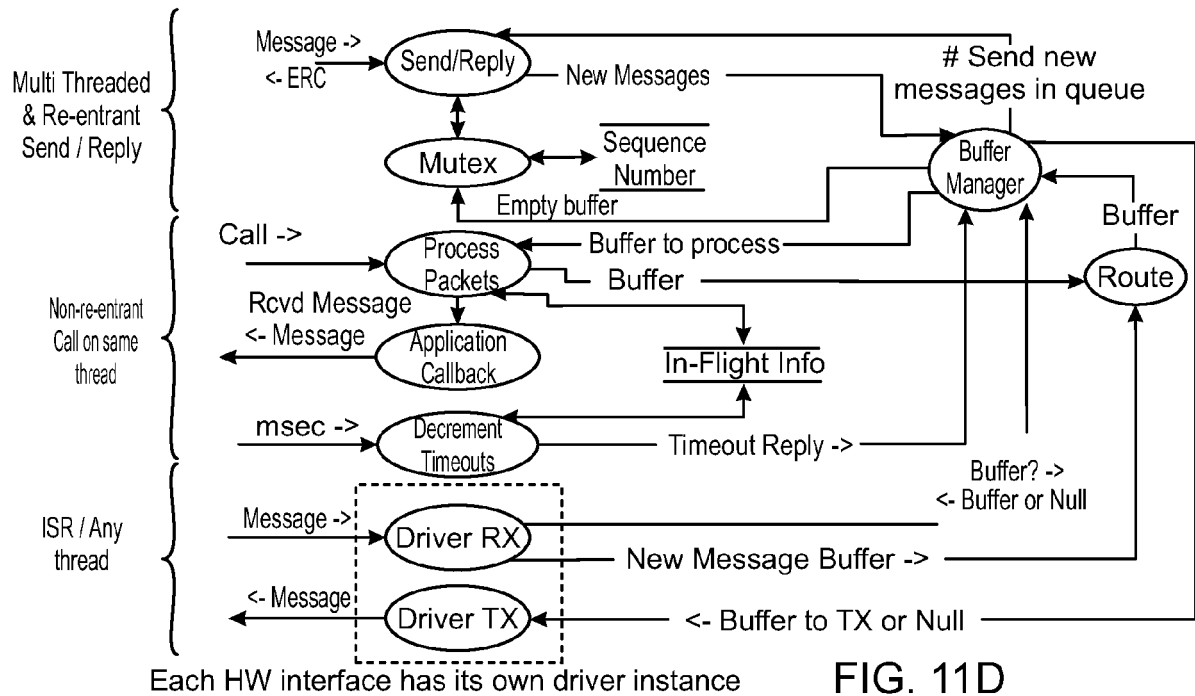 Multi Threaded
& Re-entrant
Send / Reply
Message ->
<- ERC
Send/Reply
New Messages
# Send new
messages in queue
Mutex
Sequence
Number
Buffer
Manager
Empty buffer
Non-re-entrant
Call on same
thread
Call ->
Process
Packets
Buffer to process
Buffer
Buffer
Route
Rcvd Message
<- Message
Application
Callback
In-Flight Info
msec ->
Decrement
Timeouts
Timeout Reply ->
Buffer? ->
<- Buffer or Null
ISR / Any
thread
Message ->
Driver RX
New Message Buffer ->
<- Message
Driver TX
<- Buffer to TX or Null
Each HW interface has its own driver instance
FIG. 11D